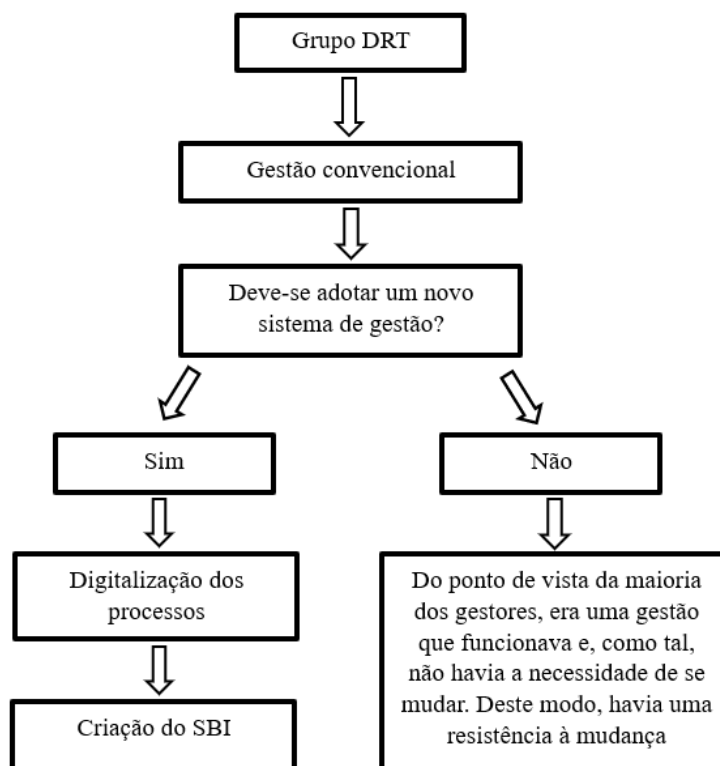 Grupo DRT
Gestão convencional
Deve-se adotar um novo
sistema de gestão?
Sim
Não
Digitalização dos
processos
Criação do SBI
Do ponto de vista da maioria
dos gestores, era uma gestão
que funcionava e, como tal,
não havia a necessidade de se
mudar. Deste modo, havia uma
resistência à mudança